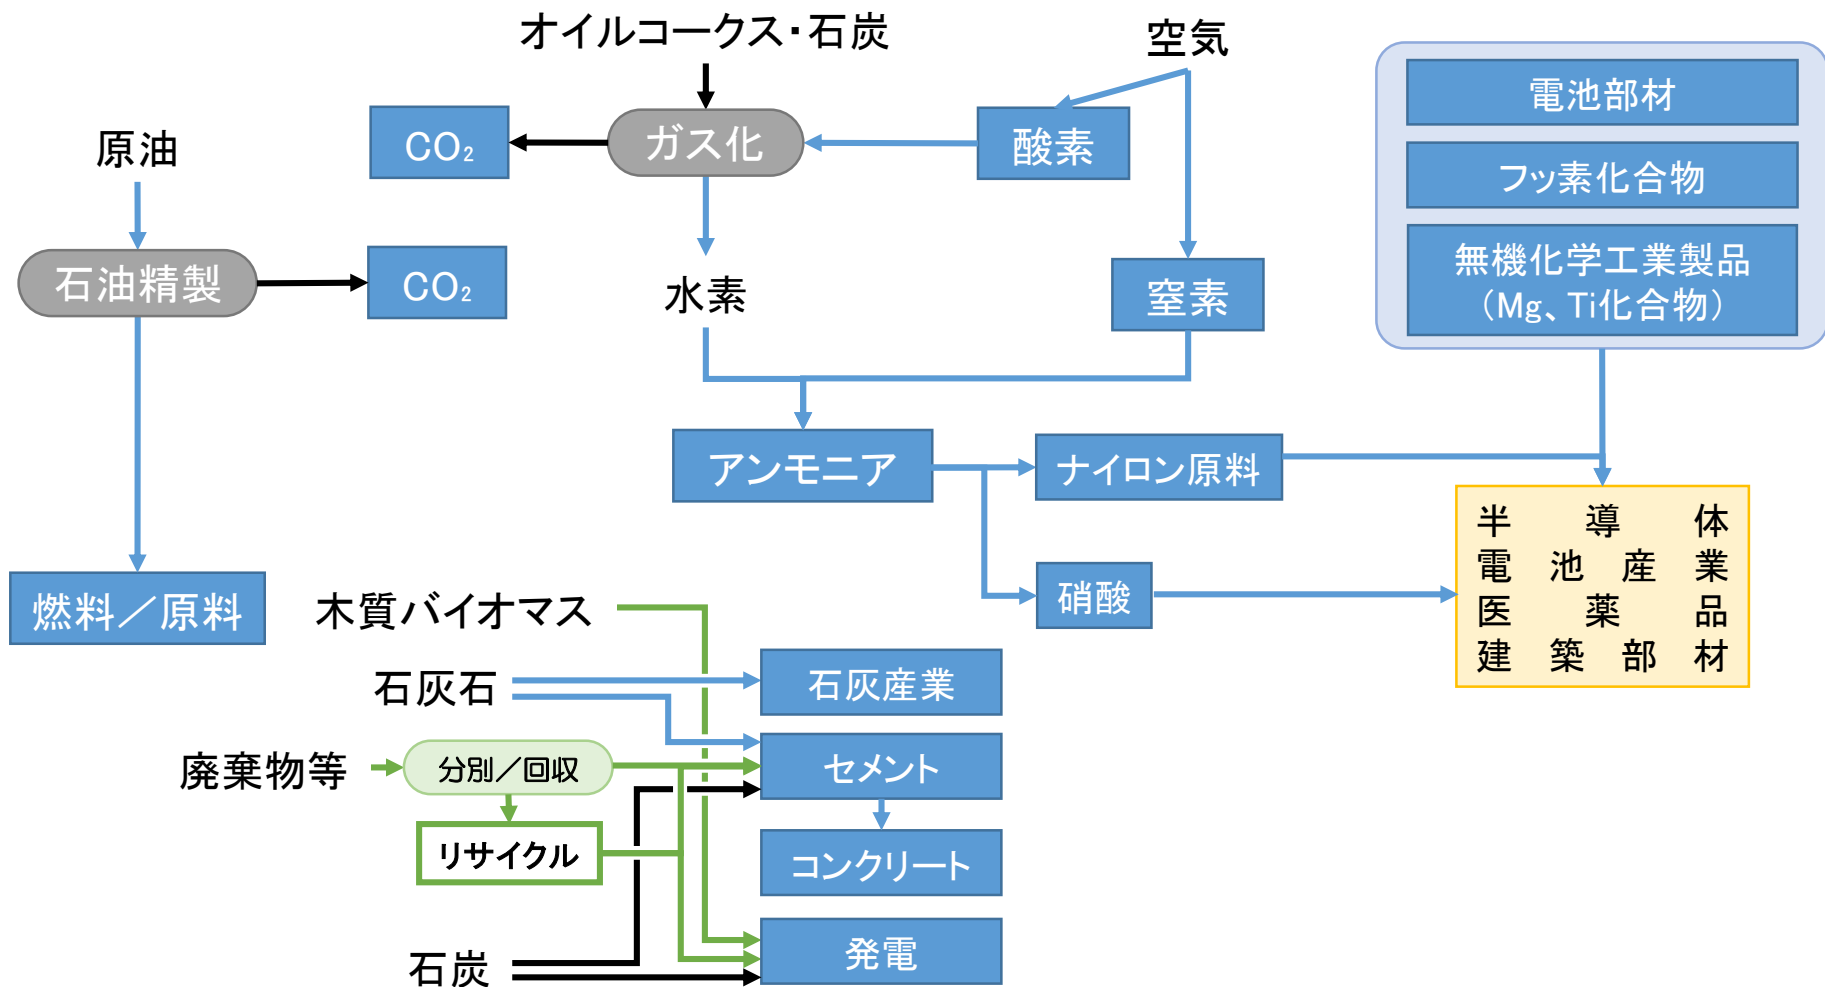 オイルコークス・石炭
空気
電池部材
CO₂
ガス化
酸素
原油
フッ素化合物
無機化学工業製品
（Mg、Ti化合物）
石油精製
CO₂
水素
窒素
アンモニア
ナイロン原料
半導体
電池産業
医薬品
建築部材
燃料／原料
硝酸
木質バイオマス
石灰石
石灰産業
廃棄物等
分別／回収
セメント
リサイクル
コンクリート
石炭
発電